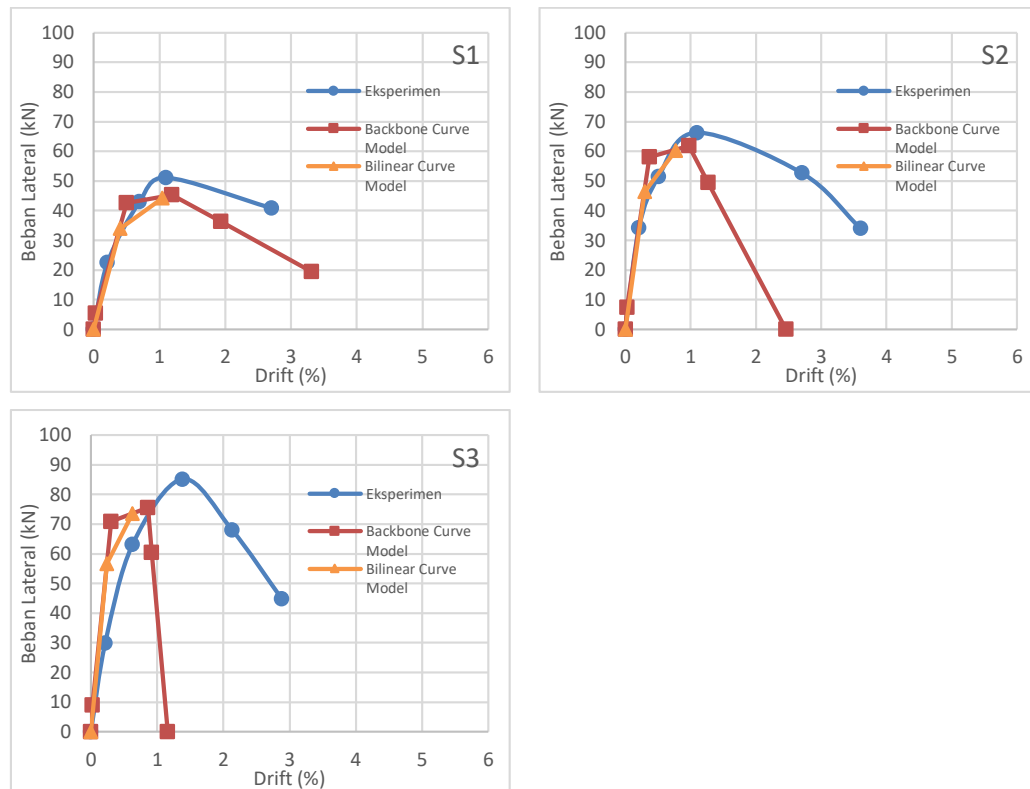 S1
Beban Lateral (kN)
100
90
80
70
60
50
40
30
20
10
0
Eksperimen
Backbone Curve
Model
Bilinear Curve
Model
0 1 2 3 4 5 6
Drift (%)
S2
Beban Lateral (kN)
100
90
80
70
60
50
40
30
20
10
0
Eksperimen
Backbone Curve
Model
Bilinear Curve
Model
0 1 2 3 4 5 6
Drift (%)
S3
Beban Lateral (kN)
100
90
80
70
60
50
40
30
20
10
0
Eksperimen
Backbone Curve
Model
Bilinear Curve
Model
0 1 2 3 4 5 6
Drift (%)